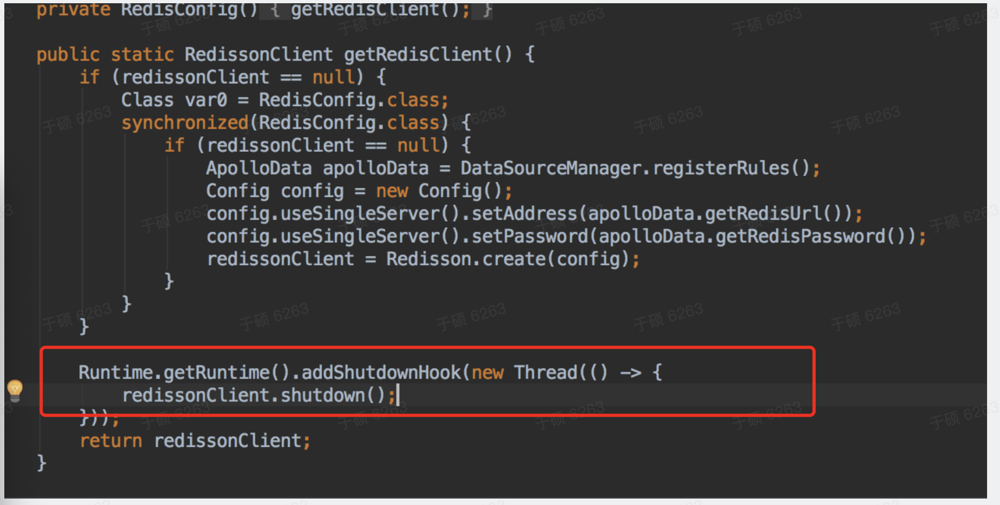 private RedisConfig() { getRedisClient(); }
public static RedissonClient getRedisClient() {
if (redissonClient == null) {
Class var0 = RedisConfig.class;
synchronized(RedisConfig.class) {
if (redissonClient == null) {
ApolloData apolloData = DataSourceManager.registerRules();
Config config = new Config();
config.useSingleServer().setAddress(apolloData.getRedisUrl());
config.useSingleServer().setPassword(apolloData.getRedisPassword());
redissonClient = Redisson.create(config);
}
}
}
Runtime.getRuntime().addShutdownHook(new Thread(() -> {
redissonClient.shutdown();
}));
return redissonClient;
}
于硕 6263